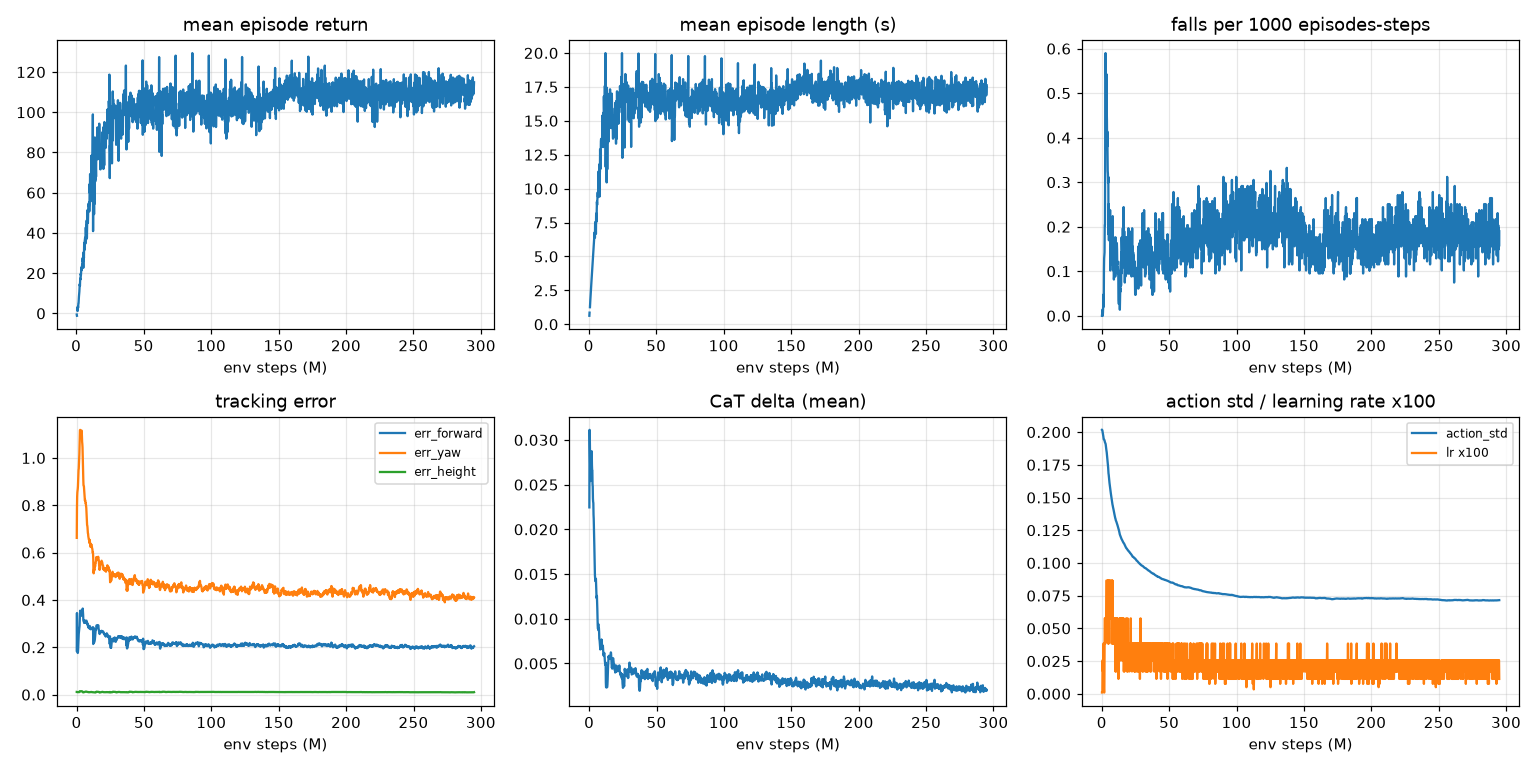 mean episode return
120
100
80
60
40
20
0
0 50 100 150 200 250 300
env steps (M)
mean episode length (s)
20.0
17.5
15.0
12.5
10.0
7.5
5.0
2.5
0.0
0 50 100 150 200 250 300
env steps (M)
falls per 1000 episodes-steps
0.6
0.5
0.4
0.3
0.2
0.1
0.0
0 50 100 150 200 250 300
env steps (M)
tracking error
err_forward
err_yaw
err_height
1.0
0.8
0.6
0.4
0.2
0.0
0 50 100 150 200 250 300
env steps (M)
CaT delta (mean)
0.030
0.025
0.020
0.015
0.010
0.005
0 50 100 150 200 250 300
env steps (M)
action std / learning rate x100
action_std
lr x100
0.200
0.175
0.150
0.125
0.100
0.075
0.050
0.025
0.000
0 50 100 150 200 250 300
env steps (M)